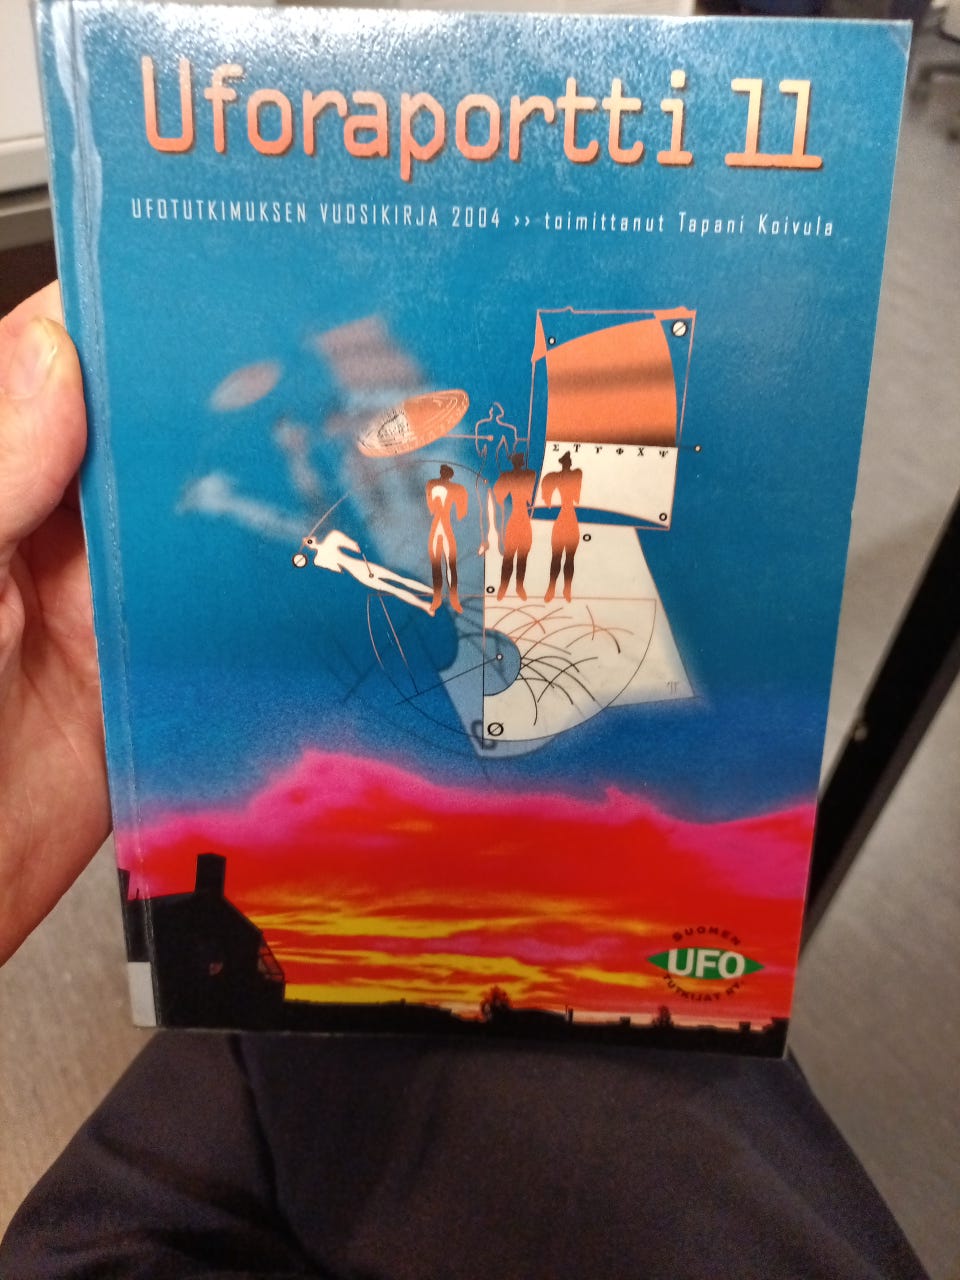 Uforaportti 11
UFOTUTKIMUKSEN VUOSIKIRJA 2004 ›› toimittanut Tapani Koivula
Σ Τ Υ Φ Χ Ψ
Ø
SUOMEN
UFO
TUTKIJAT RY.